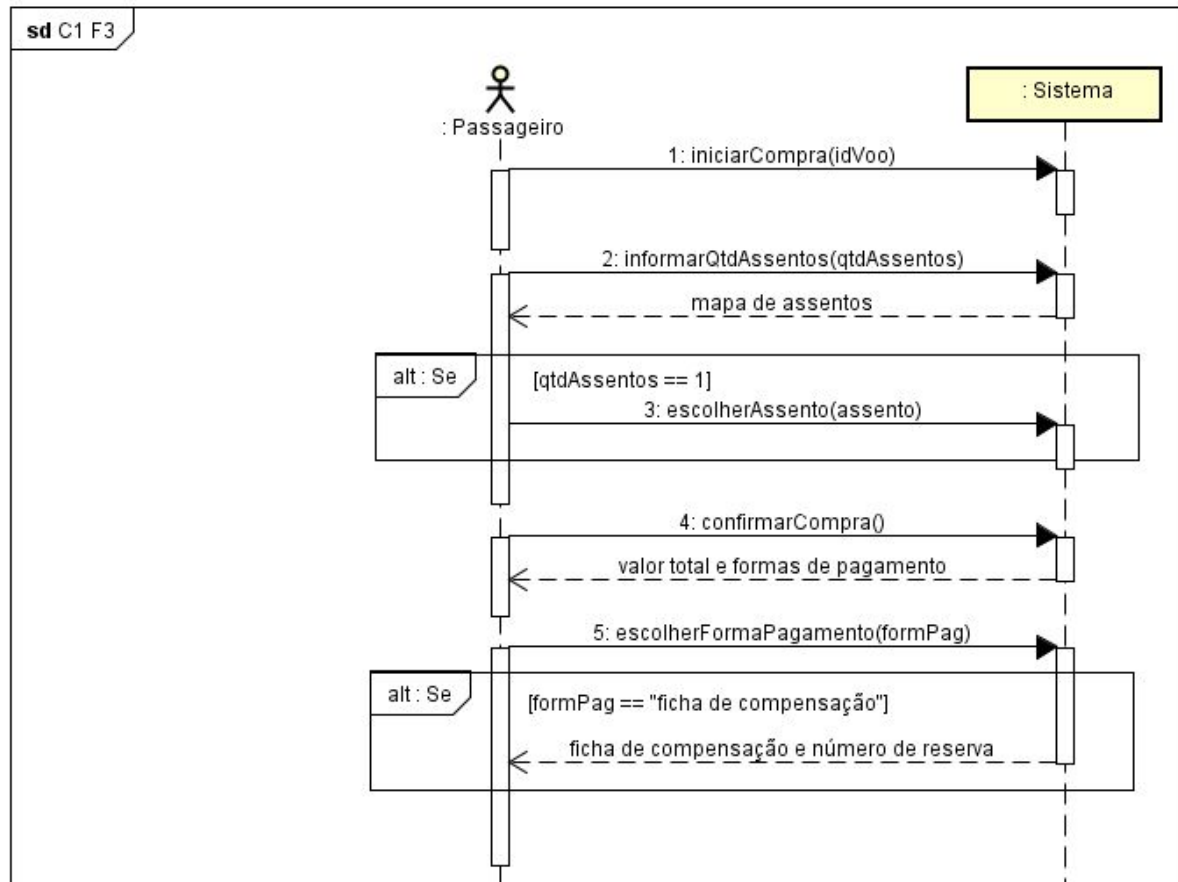 sd C1 F3
: Passageiro
: Sistema
1: iniciarCompra(idVoo)
2: informarQtdAssentos(qtdAssentos)
mapa de assentos
alt : Se
[qtdAssentos == 1]
3: escolherAssento(assento)
4: confirmarCompra()
valor total e formas de pagamento
5: escolherFormaPagamento(formPag)
alt : Se
[formPag == "ficha de compensação"]
ficha de compensação e número de reserva